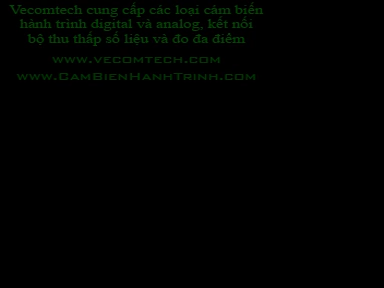 Vecomtech cung cấp các loại cảm biến
hành trình digital và analog, kết nối
bộ thu thập số liệu và đo đa điểm
www.vecomtech.com
www.CamBienHanhTrinh.com